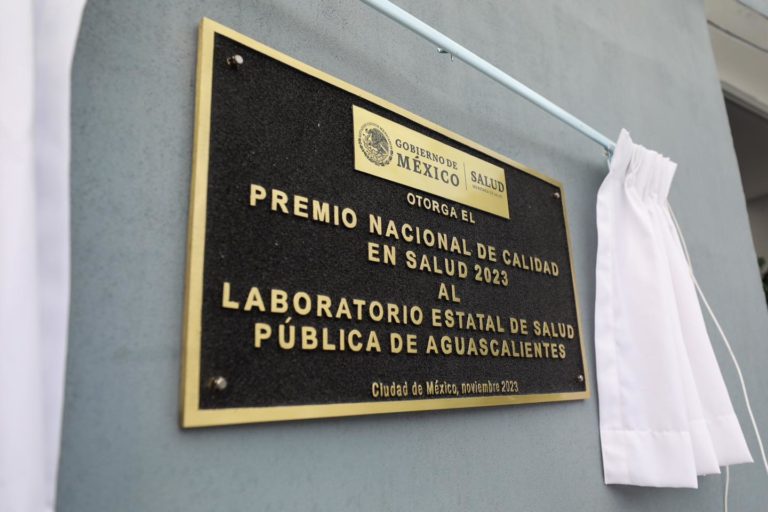 GOBIERNO DE
MÉXICO
SALUD
OTORGA EL
PREMIO NACIONAL DE CALIDAD
EN SALUD 2023
AL
LABORATORIO ESTATAL DE SALUD
PÚBLICA DE AGUASCALIENTES
Ciudad de México, noviembre 2023